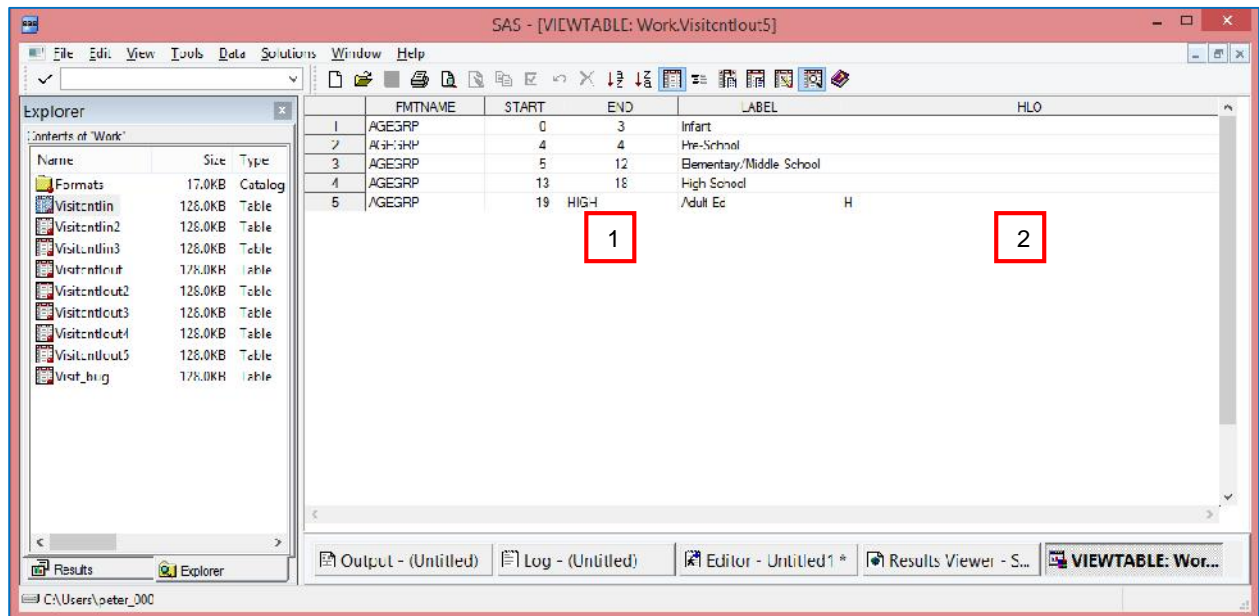 sas
SAS - [VIEWTABLE: Work.Visitcntlout5]
File Edit View Tools Data Solutions Window Help
Explorer
Contents of 'Work'
Name Size Type
Formats 17.0KB Catalog
Visitcntlin 128.0KB Table
Visitcntlin2 128.0KB Table
Visitcntlin3 128.0KB Table
Visitcntlout 128.0KB Table
Visitcntlout2 128.0KB Table
Visitcntlout3 128.0KB Table
Visitcntlout4 128.0KB Table
Visitcntlout5 128.0KB Table
Visit_bug 128.0KB Table
FMTNAME START END LABEL HLO
1 AGEGRP 0 3 Infant
2 AGEGRP 4 4 Pre-School
3 AGEGRP 5 12 Elementary/Middle School
4 AGEGRP 13 18 High School
5 AGEGRP 19 HIGH Adult Ed H
1
2
Results Explorer
Output - (Untitled) Log - (Untitled) Editor - Untitled1 * Results Viewer - S... VIEWTABLE: Wor...
C:\Users\peter_000